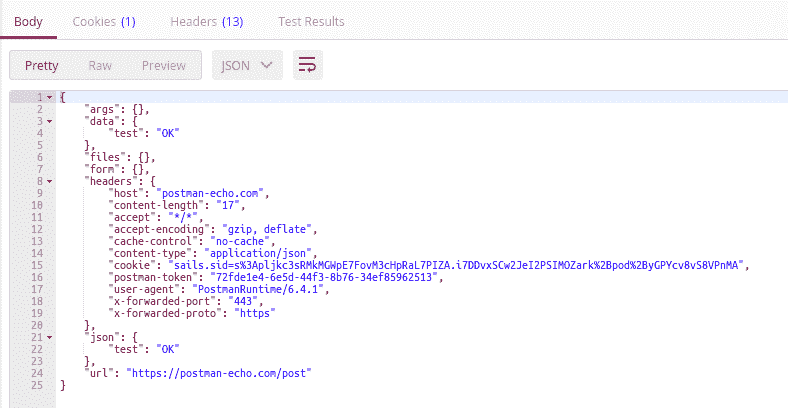 Body Cookies (1) Headers (13) Test Results
Pretty Raw Preview JSON
1 {
2 "args": {},
3 "data": {
4 "test": "OK"
5 },
6 "files": {},
7 "form": {},
8 "headers": {
9 "host": "postman-echo.com",
10 "content-length": "17",
11 "accept": "*/*",
12 "accept-encoding": "gzip, deflate",
13 "cache-control": "no-cache",
14 "content-type": "application/json",
15 "cookie": "sails.sid=s%3Apljkc3sRMkMGWpE7FovM3cHpRaL7PIZA.i7DDvxSCw2JeI2PSIMOZark%2Bpod%2ByGPYcv8vS8VPnMA",
16 "postman-token": "72fde1e4-6e5d-44f3-8b76-34ef85962513",
17 "user-agent": "PostmanRuntime/6.4.1",
18 "x-forwarded-port": "443",
19 "x-forwarded-proto": "https"
20 },
21 "json": {
22 "test": "OK"
23 },
24 "url": "https://postman-echo.com/post"
25 }